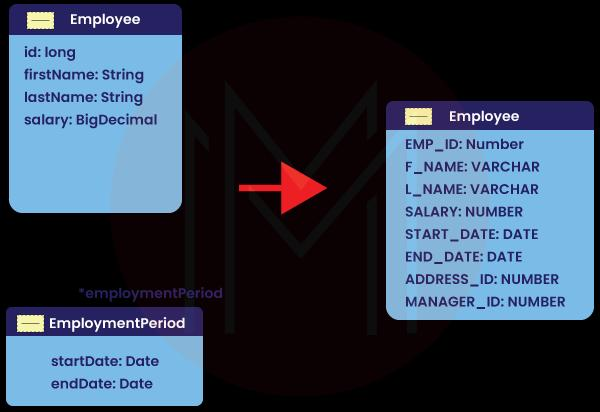 Employee
id: long
firstName: String
lastName: String
salary: BigDecimal
*employmentPeriod
EmploymentPeriod
startDate: Date
endDate: Date
Employee
EMP_ID: Number
F_NAME: VARCHAR
L_NAME: VARCHAR
SALARY: NUMBER
START_DATE: DATE
END_DATE: DATE
ADDRESS_ID: NUMBER
MANAGER_ID: NUMBER